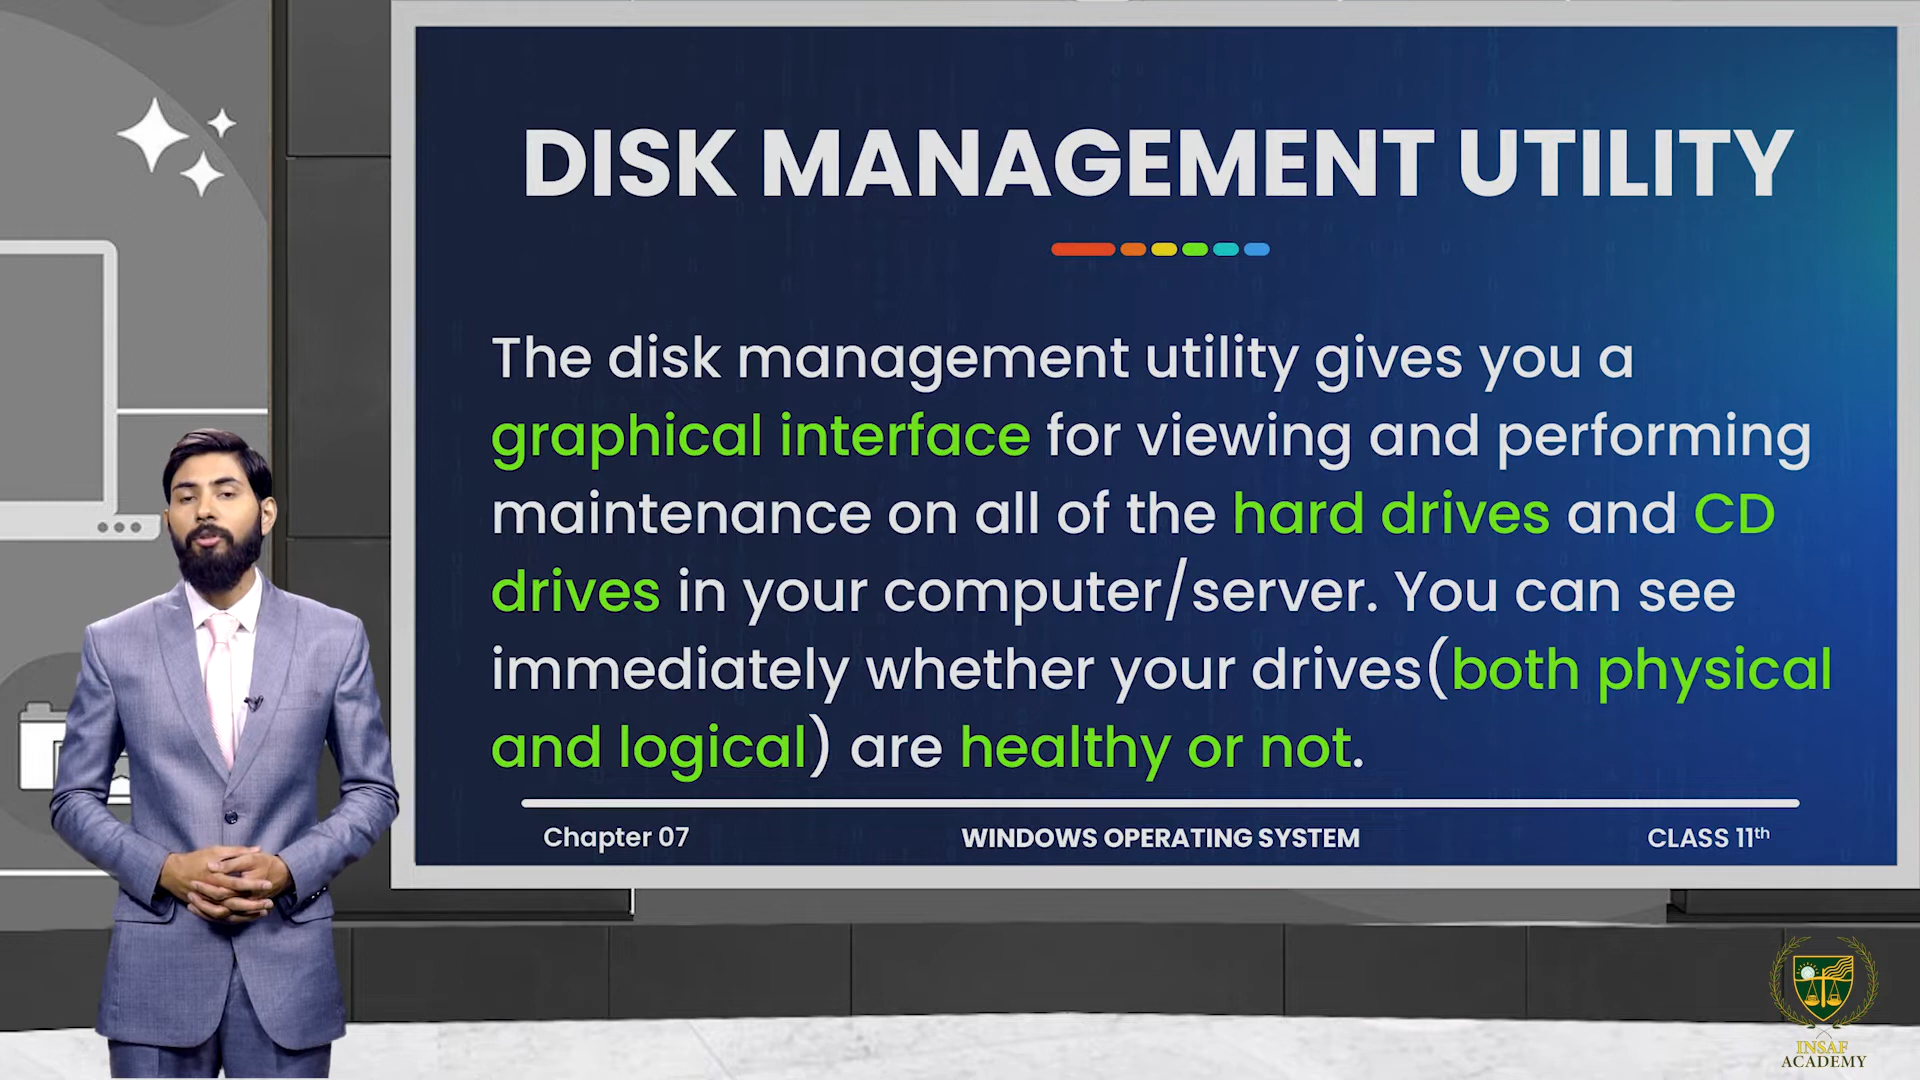 DISK MANAGEMENT UTILITY
The disk management utility gives you a
graphical interface for viewing and performing
maintenance on all of the hard drives and CD
drives in your computer/server. You can see
immediately whether your drives(both physical
and logical) are healthy or not.
Chapter 07
WINDOWS OPERATING SYSTEM
CLASS 11th
INSAF
ACADEMY